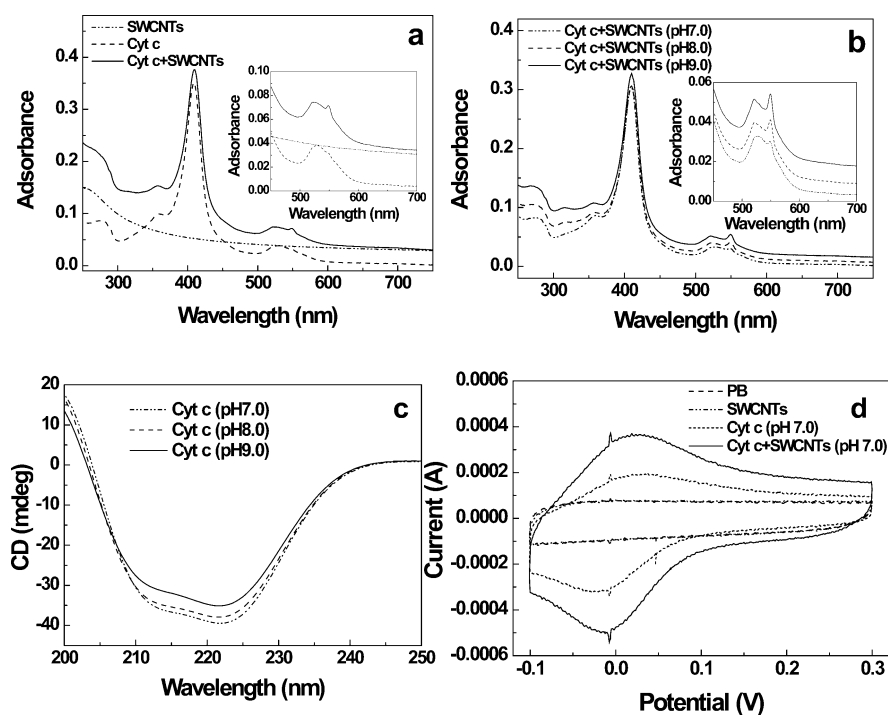 a
SWCNTs
Cyt c
Cyt c+SWCNTs
0.4
0.3
0.2
0.1
0.0
Adsorbance
300 400 500 600 700
Wavelength (nm)
0.10
0.08
0.06
0.04
0.02
0.00
Adsorbance
500 600 700
Wavelength (nm)
b
Cyt c+SWCNTs (pH7.0)
Cyt c+SWCNTs (pH8.0)
Cyt c+SWCNTs (pH9.0)
0.4
0.3
0.2
0.1
0.0
Adsorbance
300 400 500 600 700
Wavelength (nm)
0.06
0.04
0.02
0.00
Adsorbance
500 600 700
Wavelength (nm)
c
Cyt c (pH7.0)
Cyt c (pH8.0)
Cyt c (pH9.0)
20
10
0
-10
-20
-30
-40
CD (mdeg)
200 210 220 230 240 250
Wavelength (nm)
d
PB
SWCNTs
Cyt c (pH 7.0)
Cyt c+SWCNTs (pH 7.0)
0.0006
0.0004
0.0002
0.0000
-0.0002
-0.0004
-0.0006
Current (A)
-0.1 0.0 0.1 0.2 0.3
Potential (V)